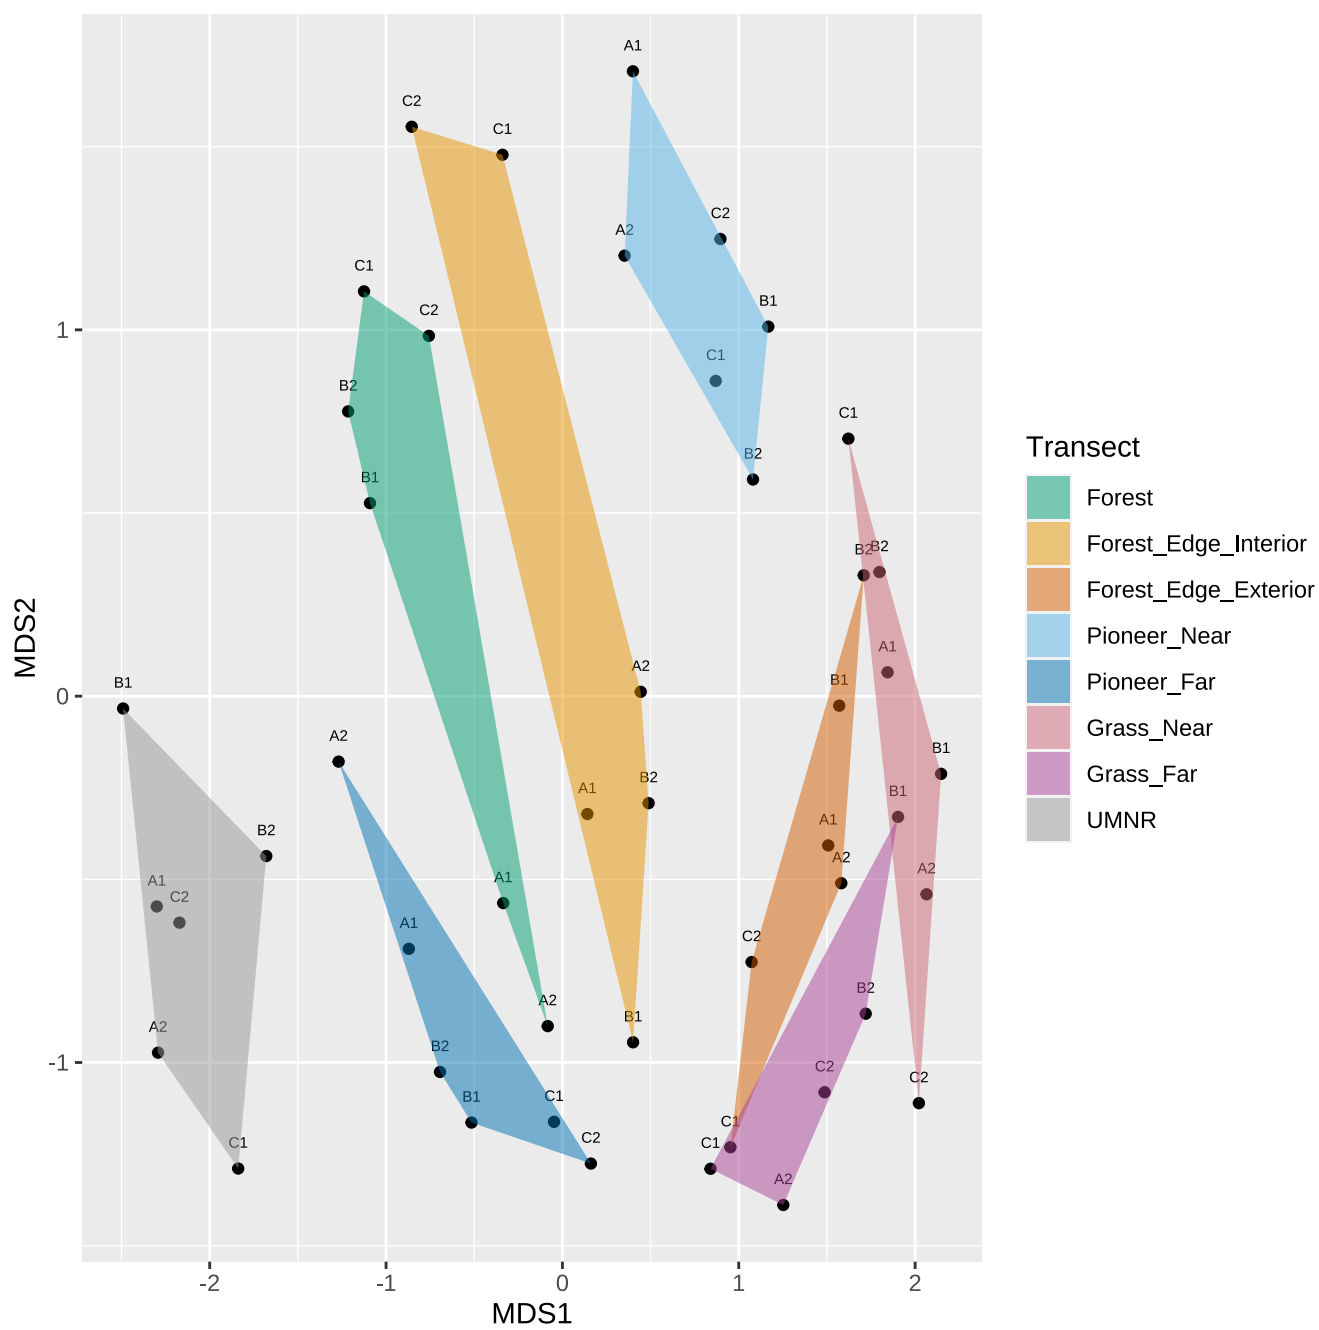 A1
C2
C1
C2
A2
C1
B1
C2
C1
B2
C1
B2
B1
B2 B2
A1
A2
B1
B1
A2
B1
B2
A1
B1
A1
B2
A2
A1
A1
C2
A2
A1
C2
A2
B2
B1
A2
B2
C2
C2
B1
C1
C1
C2
C1
C1
A2
1
0
-1
-2
-1
0
1
2
MDS1
MDS2
Transect
Forest
Forest_Edge_Interior
Forest_Edge_Exterior
Pioneer_Near
Pioneer_Far
Grass_Near
Grass_Far
UMNR